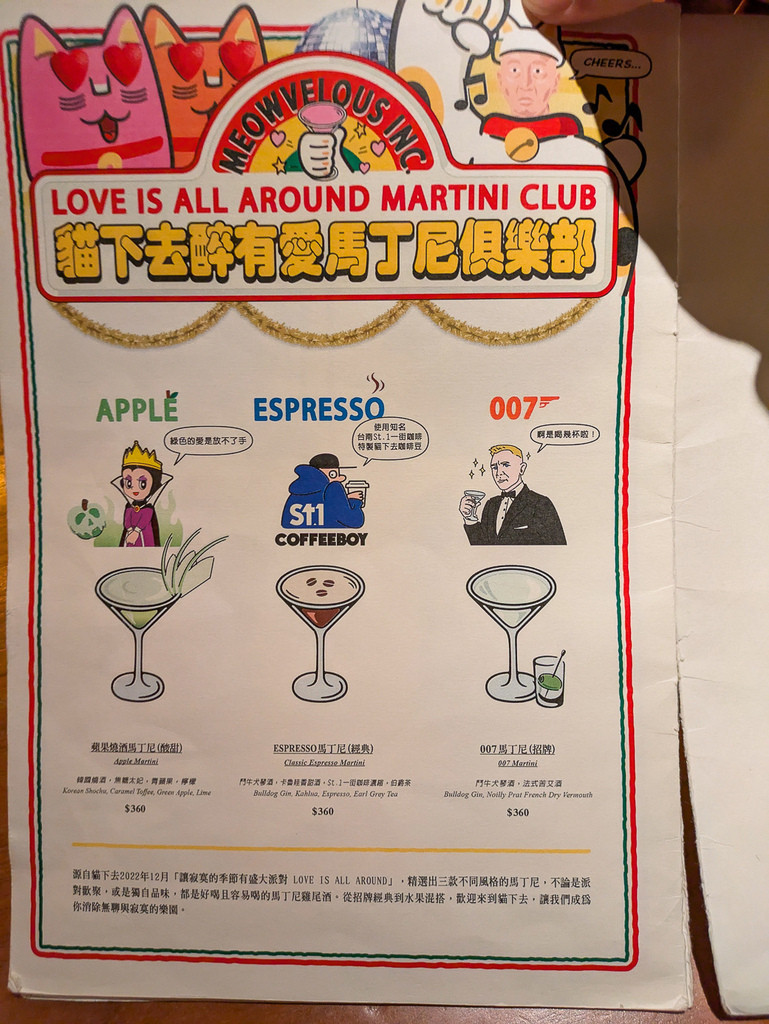 CHEERS...
MEOWVELOUS INC.
LOVE IS ALL AROUND MARTINI CLUB
貓下去醉有愛馬丁尼俱樂部
APPLE
綠色的愛是放不了手
ESPRESSO
使用知名
台南St.1一街咖啡
特製貓下去咖啡豆
St.1
COFFEEBOY
007
啊是喝幾杯啦！
蘋果燒酒馬丁尼(酸甜)
Apple Martini
韓國燒酒，焦糖太妃，青蘋果，檸檬
Korean Shochu, Caramel Toffee, Green Apple, Lime
$360
ESPRESSO馬丁尼(經典)
Classic Espresso Martini
鬥牛犬琴酒，卡魯哇香甜酒，St.1一街咖啡濃縮，伯爵茶
Bulldog Gin, Kahlua, Espresso, Earl Grey Tea
$360
007馬丁尼(招牌)
007 Martini
鬥牛犬琴酒，法式苦艾酒
Bulldog Gin, Noilly Prat French Dry Vermouth
$360
源自貓下去2022年12月「讓寂寞的季節有盛大派對 LOVE IS ALL AROUND」，精選出三款不同風格的馬丁尼，不論是派
對歡聚，或是獨自品味，都是好喝且容易喝的馬丁尼雞尾酒。從招牌經典到水果混搭，歡迎來到貓下去，讓我們成為
你消除無聊與寂寞的樂園。